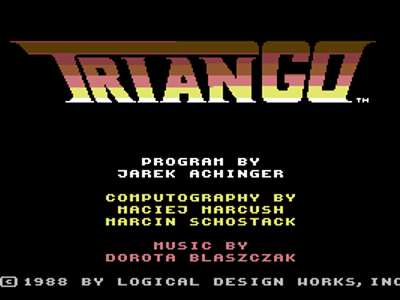 TRIANGO TM
PROGRAM BY
JAREK ACHINGER
COMPUTOGRAPHY BY
MACIEJ MARCUSH
MARCIN SCHOSTACK
MUSIC BY
DOROTA BLASZCZAK
© 1988 BY LOGICAL DESIGN WORKS, INC